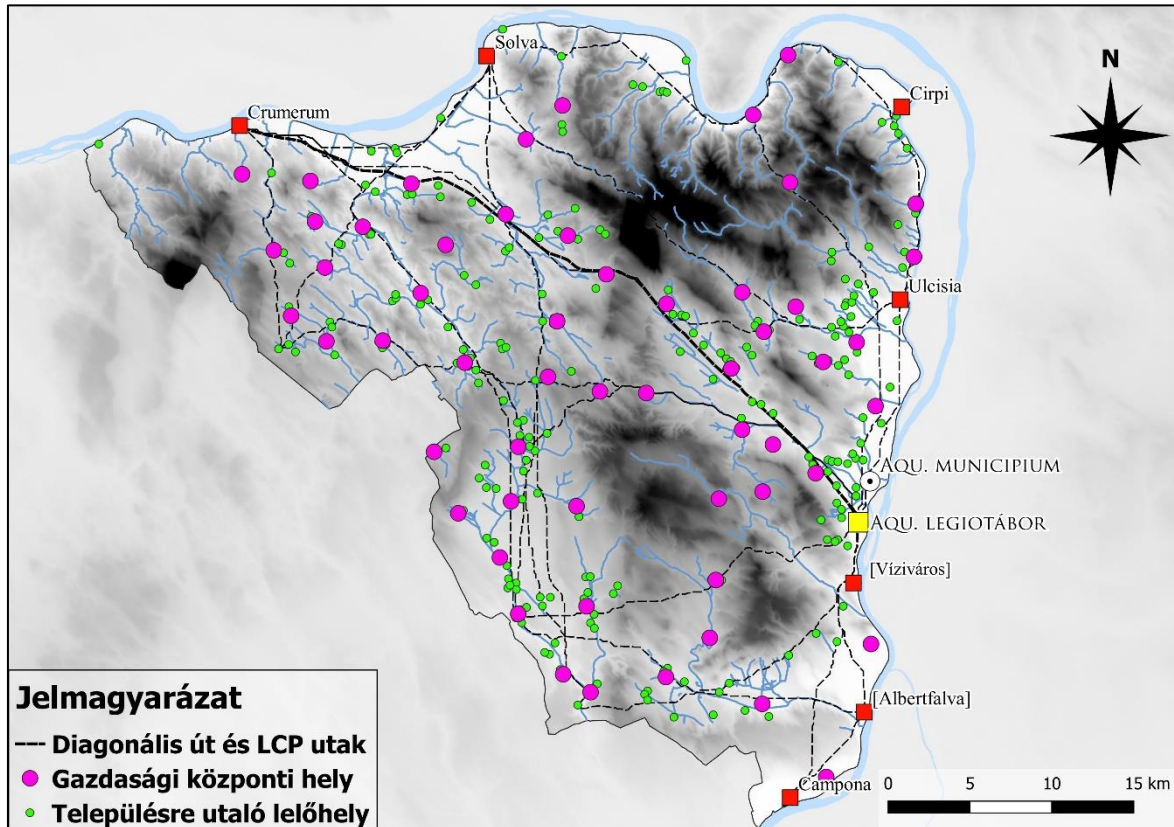 Solva
N
Cirpi
Crumerum
Ulcisia
AQU. MUNICIPIUM
AQU. LEGIOTÁBOR
[Víziváros]
[Albertfalva]
Campona
Jelmagyarázat
Diagonális út és LCP utak
Gazdasági központi hely
Településre utaló lelőhely
0 5 10 15 km